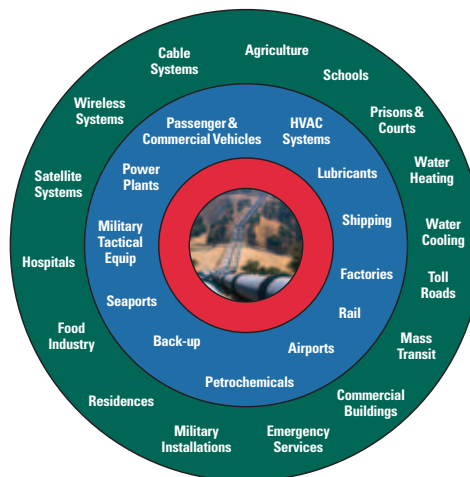 Agriculture
Schools
Prisons &
Courts
Water
Heating
Water
Cooling
Toll
Roads
Mass
Transit
Commercial
Buildings
Emergency
Services
Military
Installations
Residences
Food
Industry
Hospitals
Satellite
Systems
Wireless
Systems
Cable
Systems
Passenger &
Commercial Vehicles
HVAC
Systems
Lubricants
Shipping
Factories
Rail
Airports
Petrochemicals
Back-up
Seaports
Military
Tactical
Equip
Power
Plants